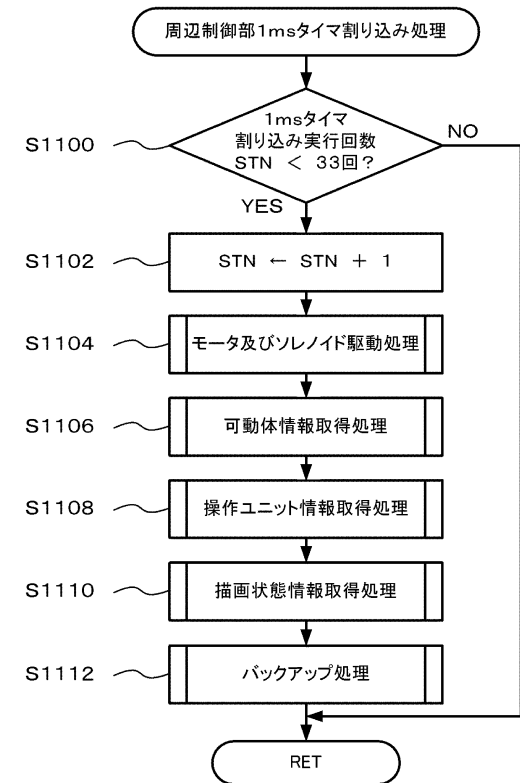 周辺制御部1msタイマ割り込み処理
S1100
1msタイマ
割り込み実行回数
STN < 33回?
NO
YES
S1102
STN ← STN + 1
S1104
モータ及びソレノイド駆動処理
S1106
可動体情報取得処理
S1108
操作ユニット情報取得処理
S1110
描画状態情報取得処理
S1112
バックアップ処理
RET